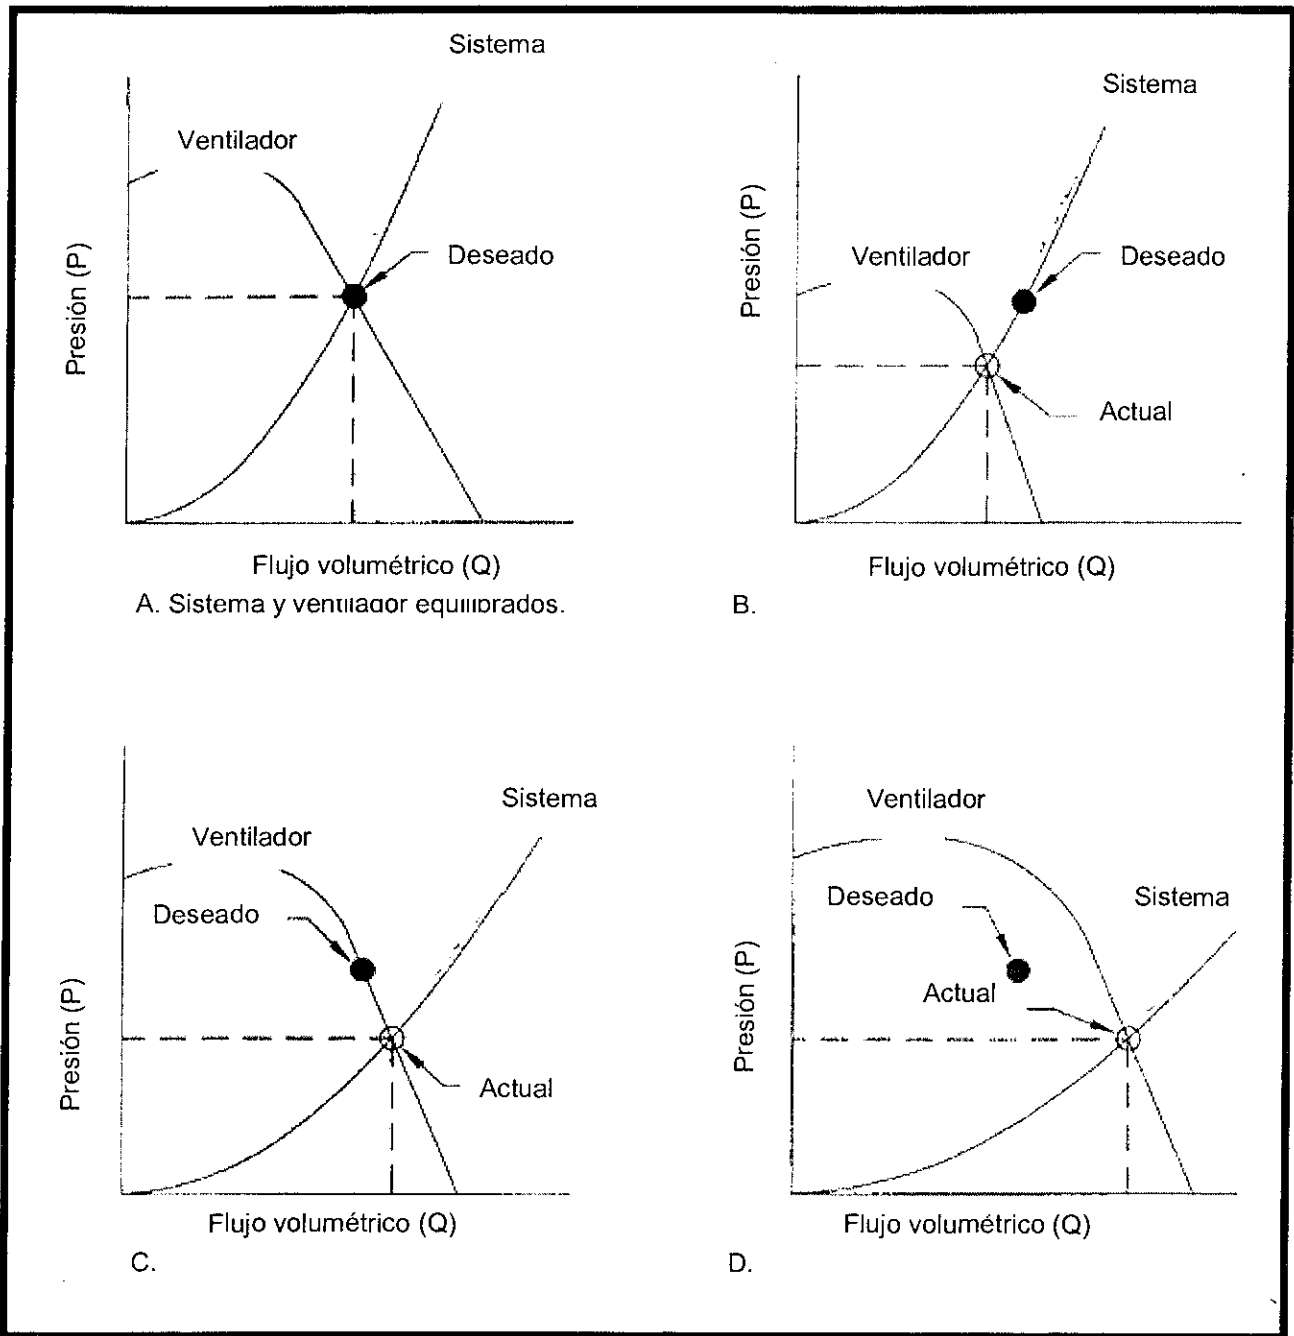 Sistema
Ventilador
Deseado
Presión (P)
Flujo volumétrico (Q)
A. Sistema y ventilador equilibrados.
Sistema
Ventilador
Deseado
Actual
Presión (P)
Flujo volumétrico (Q)
B.
Sistema
Ventilador
Deseado
Actual
Presión (P)
Flujo volumétrico (Q)
C.
Ventilador
Deseado
Sistema
Actual
Presión (P)
Flujo volumétrico (Q)
D.